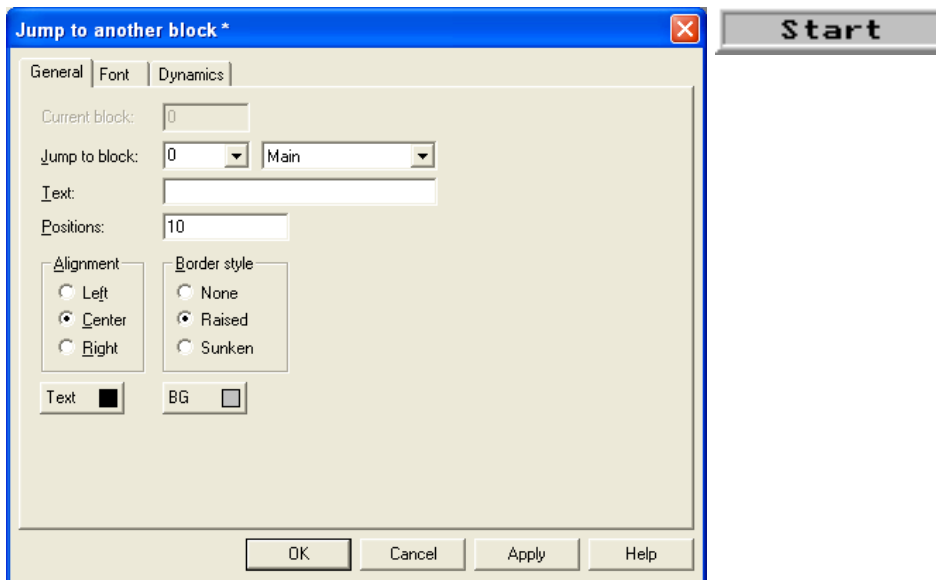 Jump to another block *
Start
General Font Dynamics
Current block: 0
Jump to block: 0 Main
Text:
Positions: 10
Alignment Border style
Left None
Center Raised
Right Sunken
Text BG
OK Cancel Apply Help